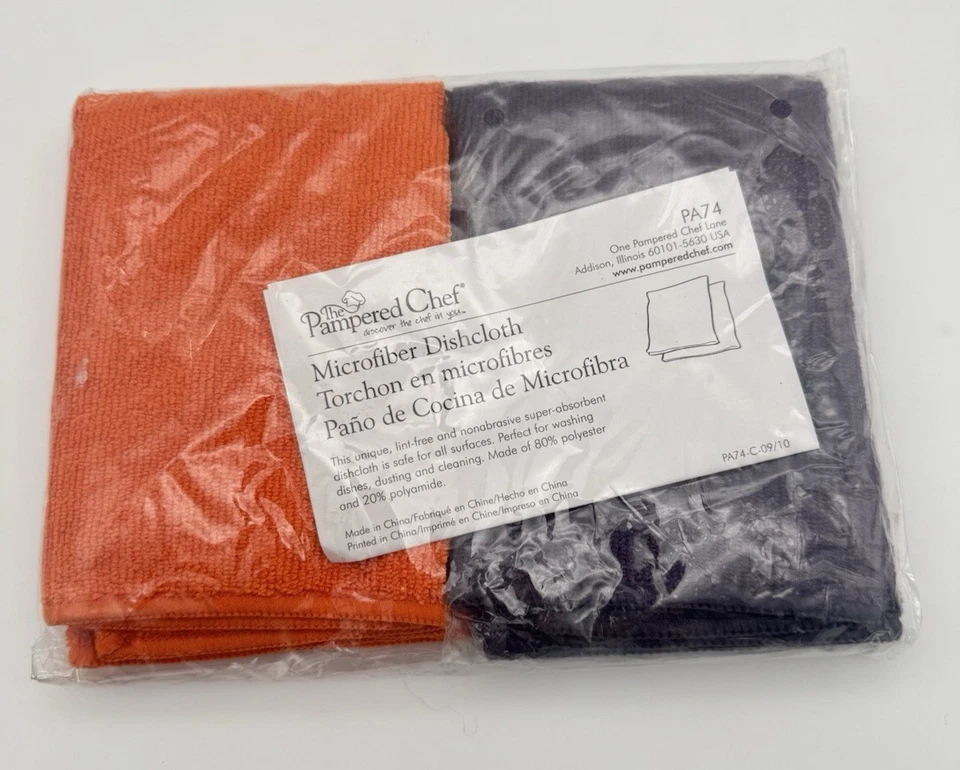 PA74
One Pampered Chef Lane
Addison, Illinois 60101-5630 USA
www.pamperedchef.com
The
Pampered Chef®
discover the chef in you™
Microfiber Dishcloth
Torchon en microfibres
Paño de Cocina de Microfibra
This unique, lint-free and nonabrasive super-absorbent
dishcloth is safe for all surfaces. Perfect for washing
dishes, dusting and cleaning. Made of 80% polyester
and 20% polyamide.
Made in China/Fabriqué en Chine/Hecho en China
Printed in China/Imprimé en Chine/Impreso en China
PA74-C-09/10